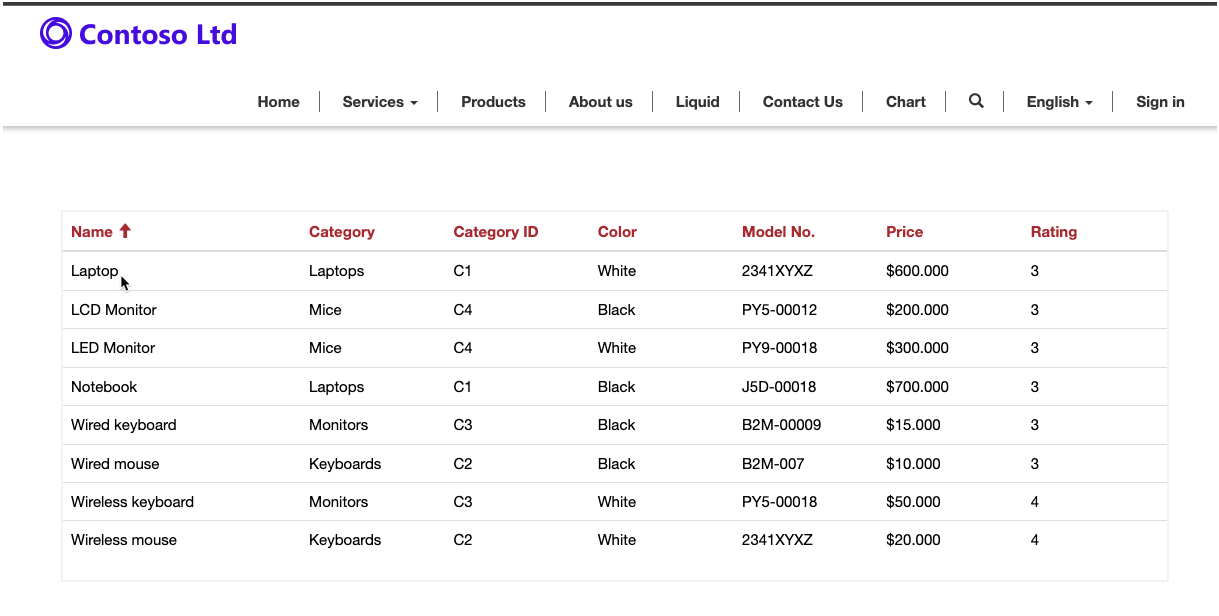 Contoso Ltd
Home Services Products About us Liquid Contact Us Chart English Sign in
Name Category Category ID Color Model No. Price Rating
Laptop Laptops C1 White 2341XYXZ $600.000 3
LCD Monitor Mice C4 Black PY5-00012 $200.000 3
LED Monitor Mice C4 White PY9-00018 $300.000 3
Notebook Laptops C1 Black J5D-00018 $700.000 3
Wired keyboard Monitors C3 Black B2M-00009 $15.000 3
Wired mouse Keyboards C2 Black B2M-007 $10.000 3
Wireless keyboard Monitors C3 White PY5-00018 $50.000 4
Wireless mouse Keyboards C2 White 2341XYXZ $20.000 4